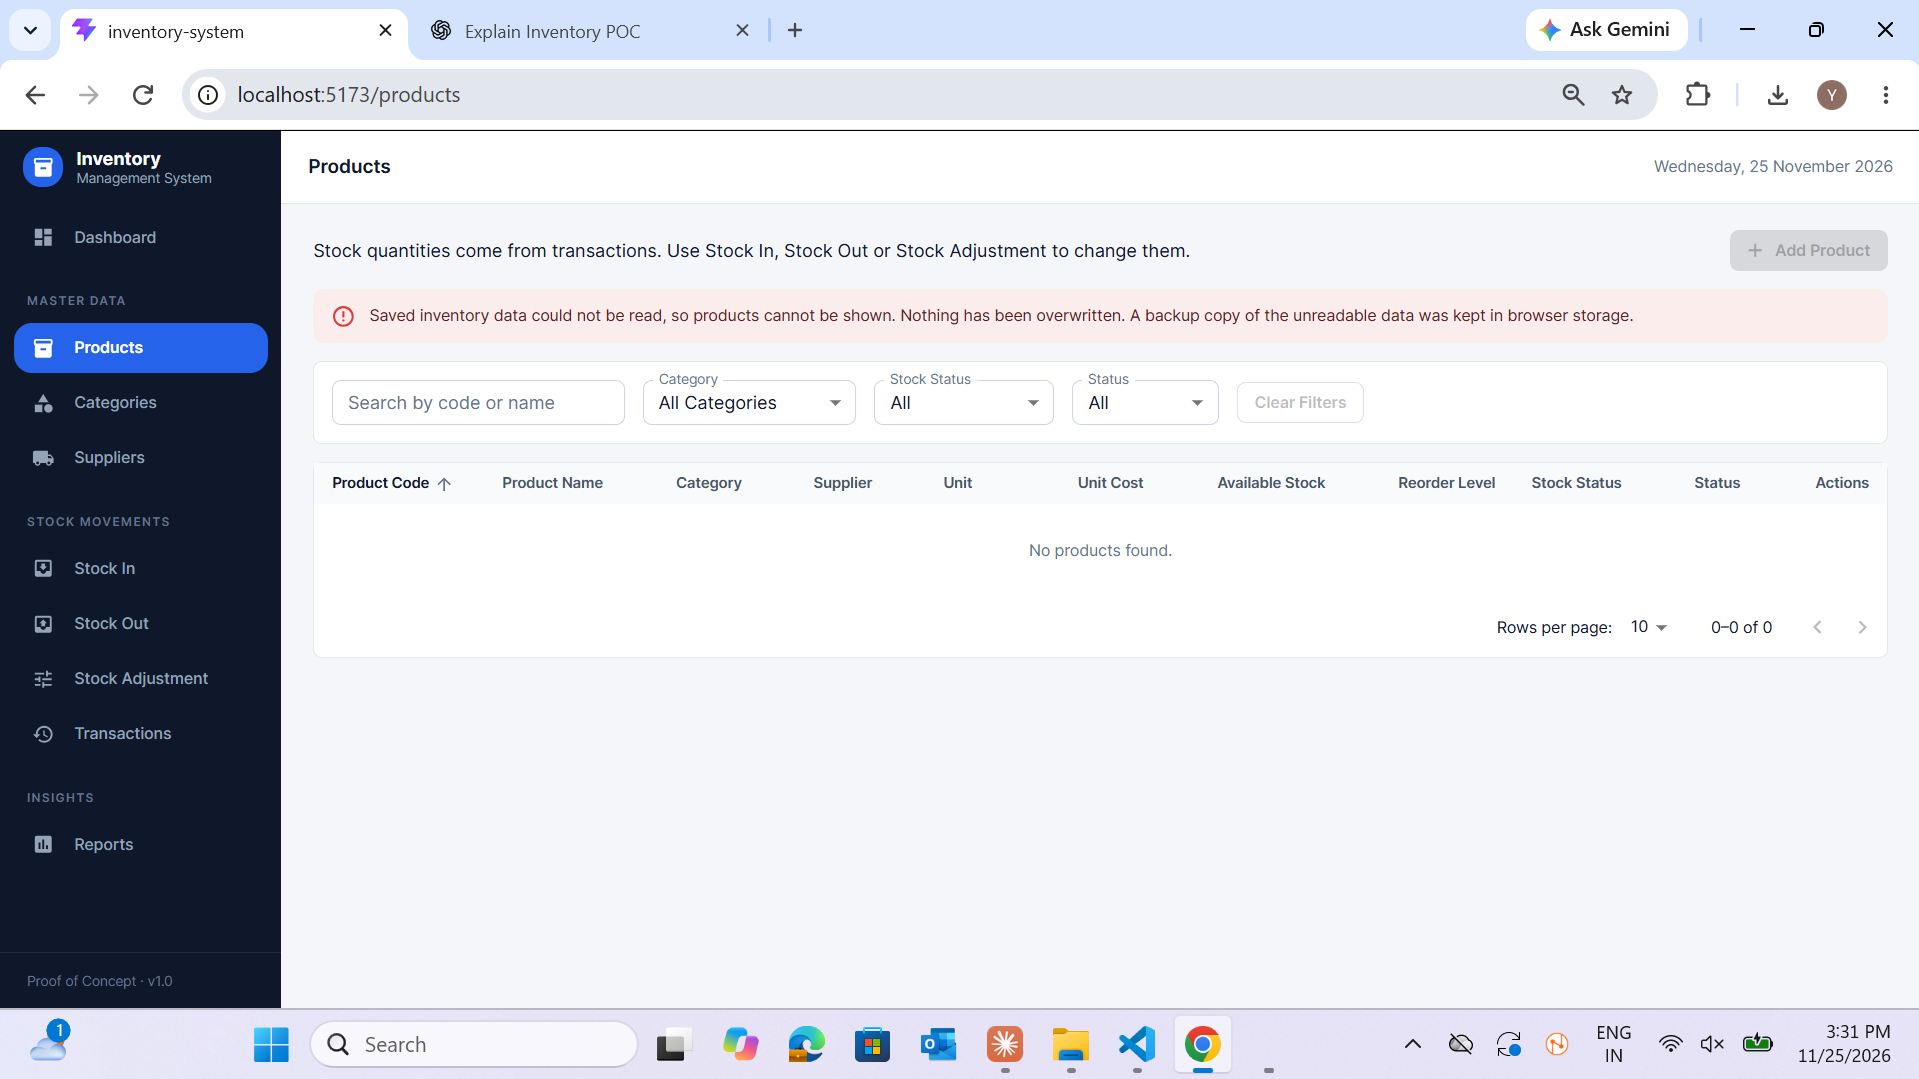 inventory-system
Explain Inventory POC
Ask Gemini
localhost:5173/products
Y
Inventory
Management System
Dashboard
MASTER DATA
Products
Categories
Suppliers
STOCK MOVEMENTS
Stock In
Stock Out
Stock Adjustment
Transactions
INSIGHTS
Reports
Proof of Concept · v1.0
Products
Wednesday, 25 November 2026
Stock quantities come from transactions. Use Stock In, Stock Out or Stock Adjustment to change them.
Add Product
Saved inventory data could not be read, so products cannot be shown. Nothing has been overwritten. A backup copy of the unreadable data was kept in browser storage.
Search by code or name
Category
All Categories
Stock Status
All
Status
All
Clear Filters
Product Code Product Name Category Supplier Unit Unit Cost Available Stock Reorder Level Stock Status Status Actions
No products found.
Rows per page: 10 0–0 of 0
1
Search
ENG
IN
3:31 PM
11/25/2026